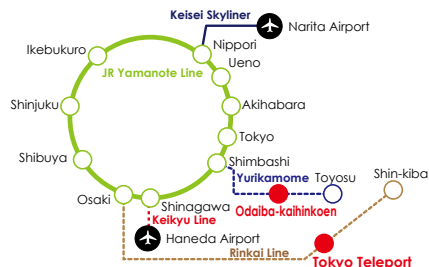 Keisei Skyliner
Narita Airport
Ikebukuro
Nippori
Ueno
JR Yamanote Line
Shinjuku
Akihabara
Tokyo
Shibuya
Shimbashi
Yurikamome
Toyosu
Shin-kiba
Osaki
Shinagawa
Odaiba-kaihinkoen
Keikyu Line
Haneda Airport
Rinkai Line
Tokyo Teleport